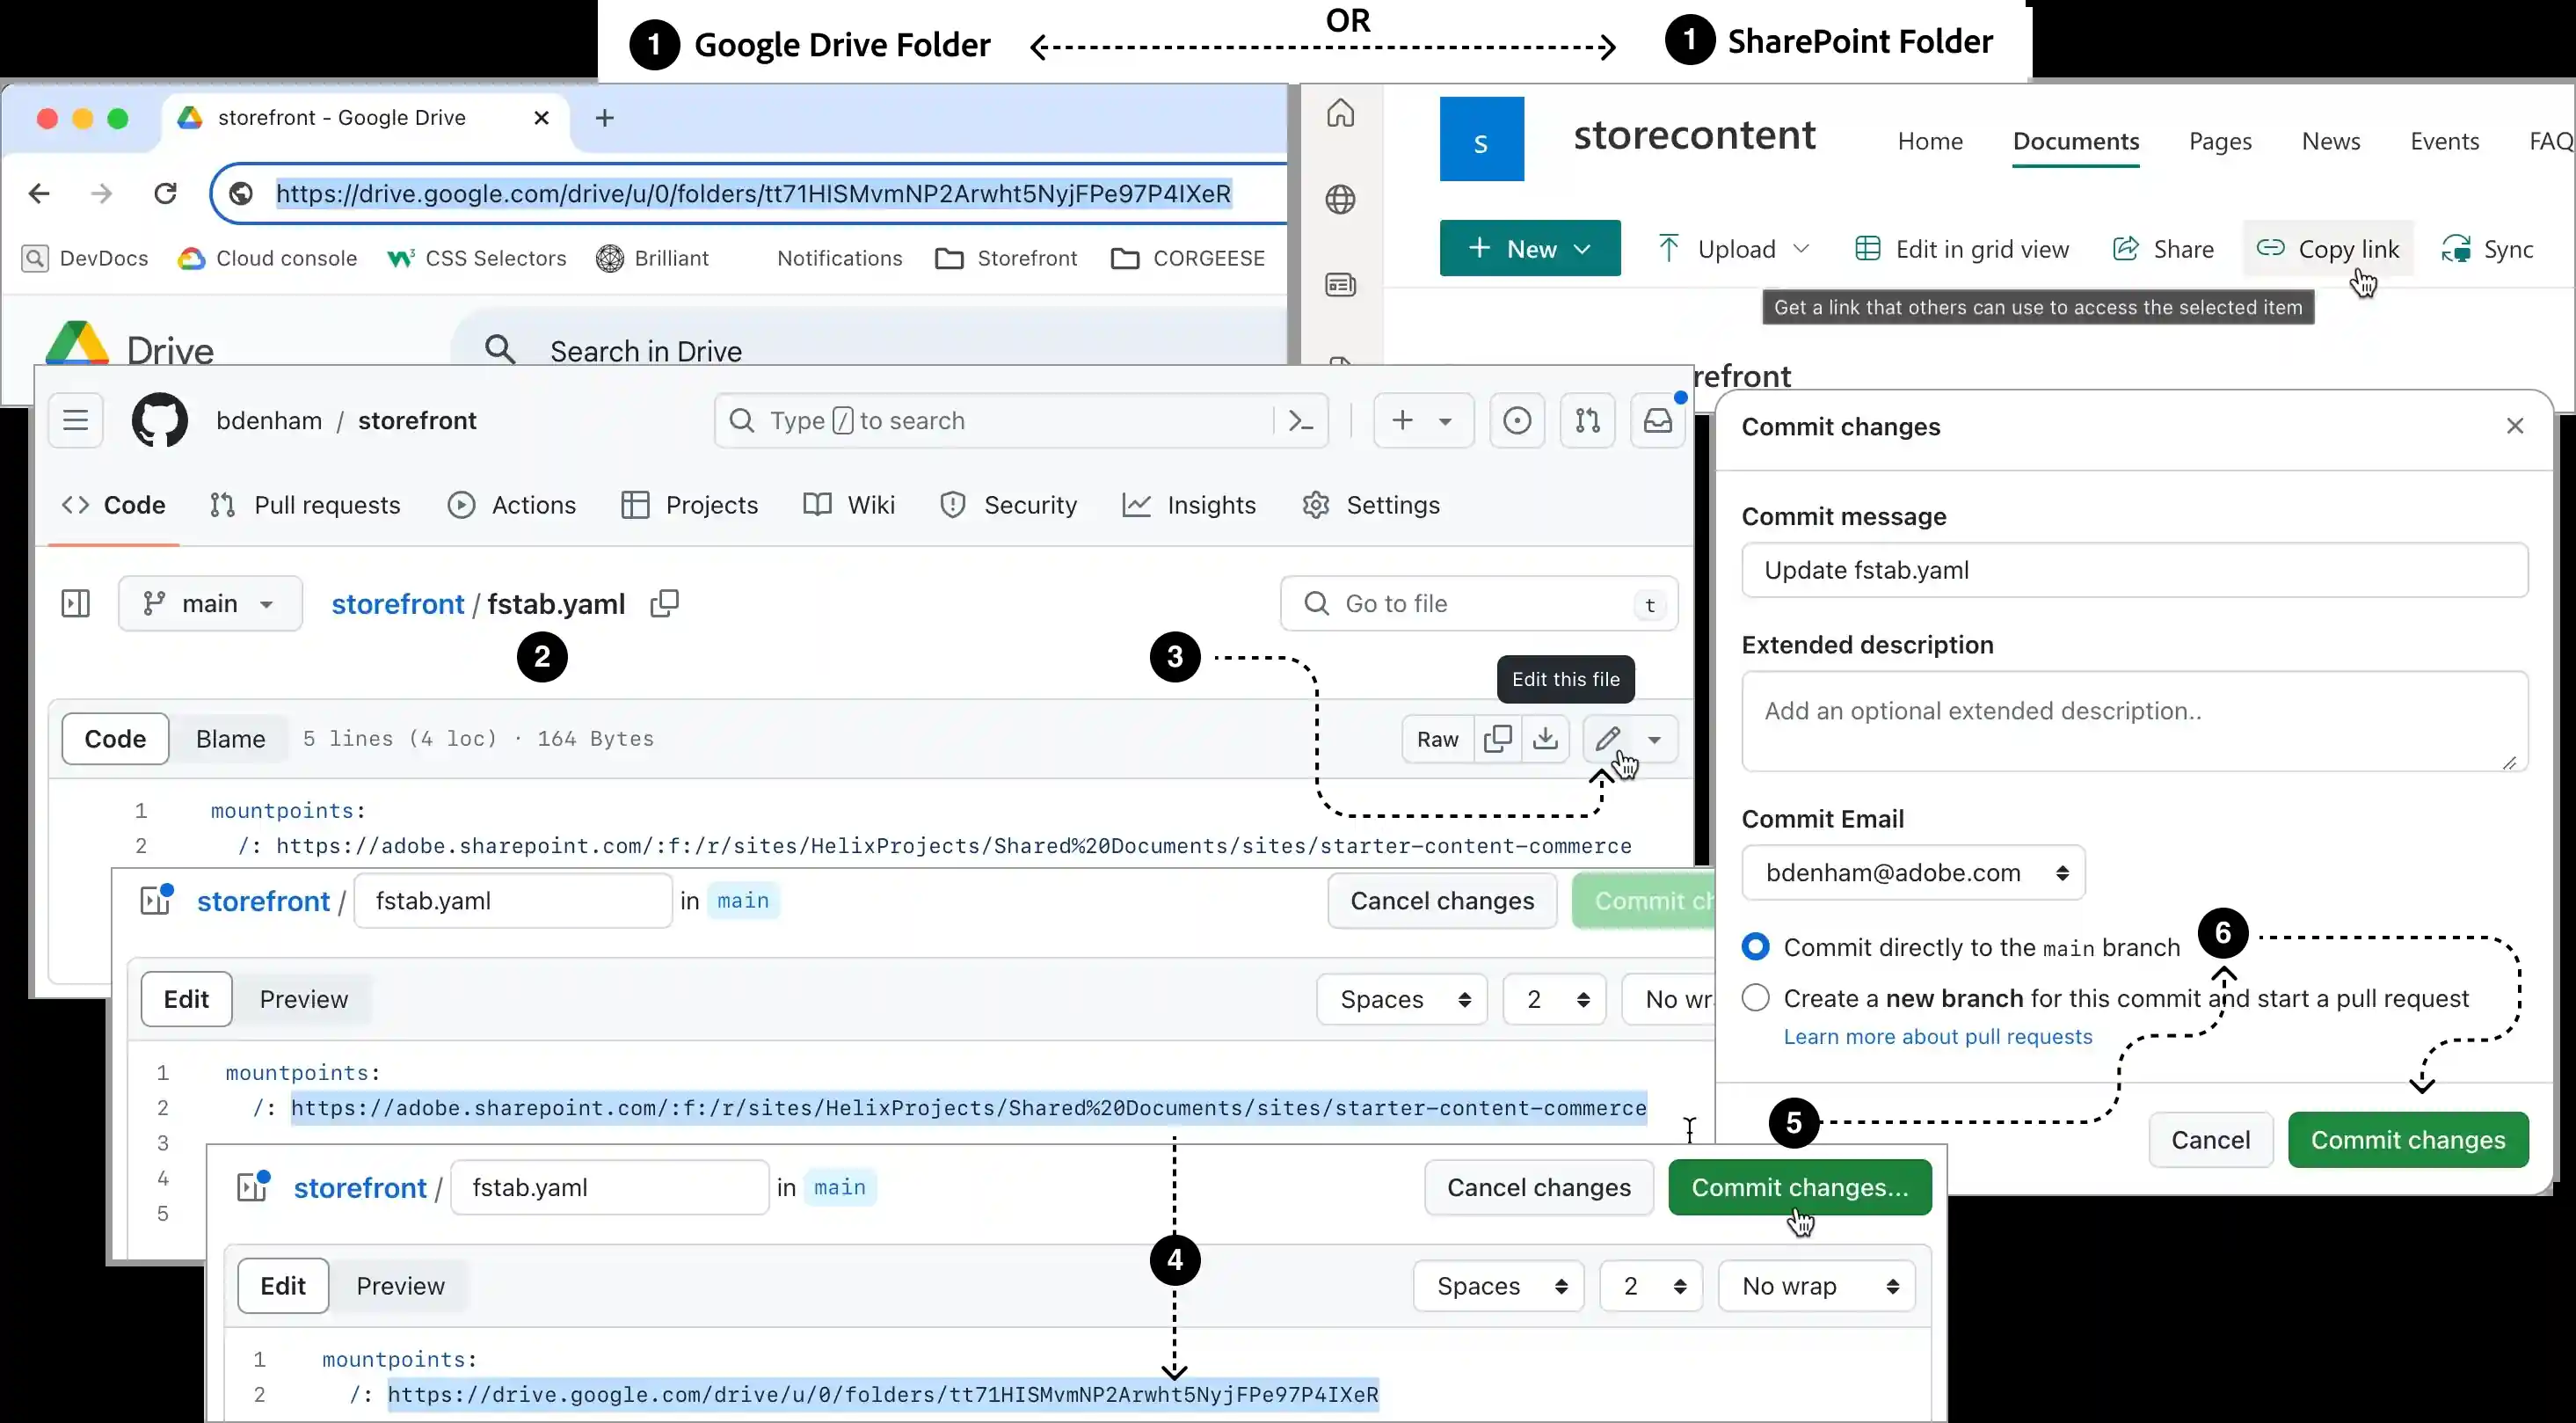 1 Google Drive Folder
OR
1 SharePoint Folder
storefront - Google Drive
https://drive.google.com/drive/u/0/folders/tt71HISMvmNP2Arwht5NyjFPe97P4IXeR
DevDocs Cloud console CSS Selectors Brilliant Notifications Storefront CORGEESE
Drive
Search in Drive
s
storecontent
Home Documents Pages News Events FAQ
New Upload Edit in grid view Share Copy link Sync
Get a link that others can use to access the selected item
refront
bdenham / storefront
Type / to search
Code Pull requests Actions Projects Wiki Security Insights Settings
main storefront / fstab.yaml
Go to file t
2
3
Edit this file
Code Blame 5 lines (4 loc) · 164 Bytes
Raw
1 mountpoints:
2 /: https://adobe.sharepoint.com/:f:/r/sites/HelixProjects/Shared%20Documents/sites/starter-content-commerce
storefront / fstab.yaml in main
Cancel changes Commit ch
Edit Preview
Spaces 2 No wr
1 mountpoints:
2 /: https://adobe.sharepoint.com/:f:/r/sites/HelixProjects/Shared%20Documents/sites/starter-content-commerce
3
4
5
storefront / fstab.yaml in main
Cancel changes Commit changes...
4
Edit Preview
Spaces 2 No wrap
1 mountpoints:
2 /: https://drive.google.com/drive/u/0/folders/tt71HISMvmNP2Arwht5NyjFPe97P4IXeR
Commit changes
Commit message
Update fstab.yaml
Extended description
Add an optional extended description..
Commit Email
bdenham@adobe.com
Commit directly to the main branch
6
Create a new branch for this commit and start a pull request
Learn more about pull requests
5
Cancel Commit changes